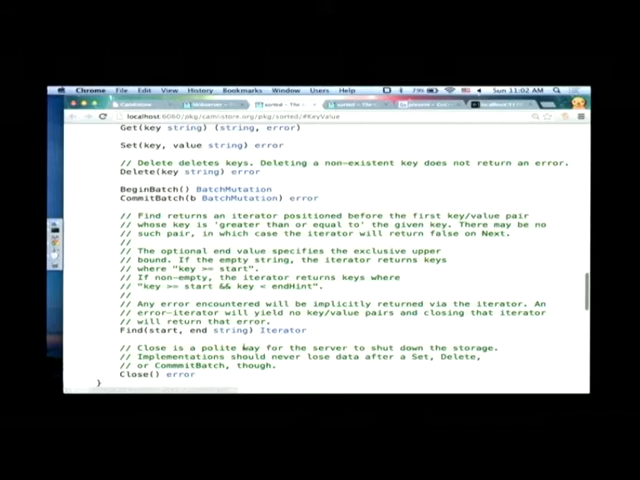 Chrome File Edit View History Bookmarks Window Users Help
Sun 11:02 AM
localhost:6060/pkg/camlistore.org/pkg/sorted/#KeyValue
Get(key string) (string, error)
Set(key, value string) error
// Delete deletes keys. Deleting a non-existent key does not return an error.
Delete(key string) error
BeginBatch() BatchMutation
CommitBatch(b BatchMutation) error
// Find returns an iterator positioned before the first key/value pair
// whose key is 'greater than or equal to' the given key. There may be no
// such pair, in which case the iterator will return false on Next.
//
// The optional end value specifies the exclusive upper
// bound. If the empty string, the iterator returns keys
// where "key >= start".
// If non-empty, the iterator returns keys where
// "key >= start && key < endHint".
//
// Any error encountered will be implicitly returned via the iterator. An
// error-iterator will yield no key/value pairs and closing that iterator
// will return that error.
Find(start, end string) Iterator
// Close is a polite way for the server to shut down the storage.
// Implementations should never lose data after a Set, Delete,
// or CommmitBatch, though.
Close() error
}